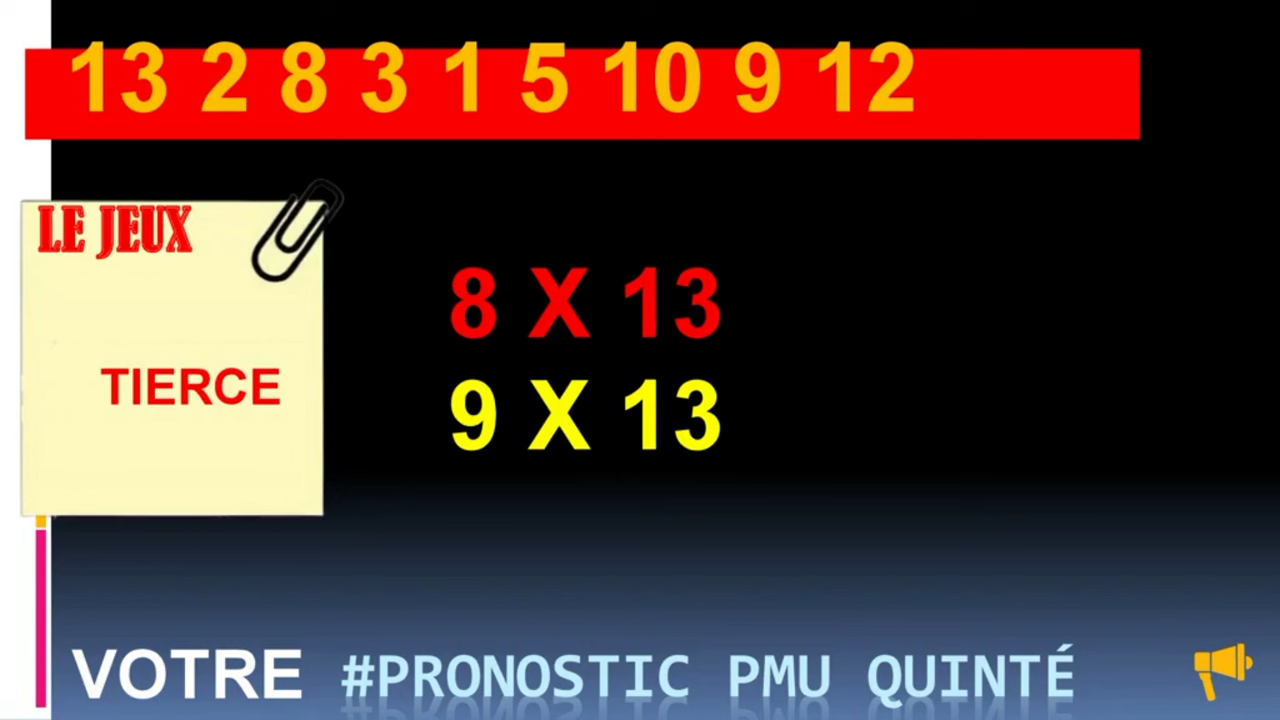 13 2 8 3 1 5 10 9 12
LE JEUX
TIERCE
8 X 13
9 X 13
VOTRE #PRONOSTIC PMU QUINTÉ